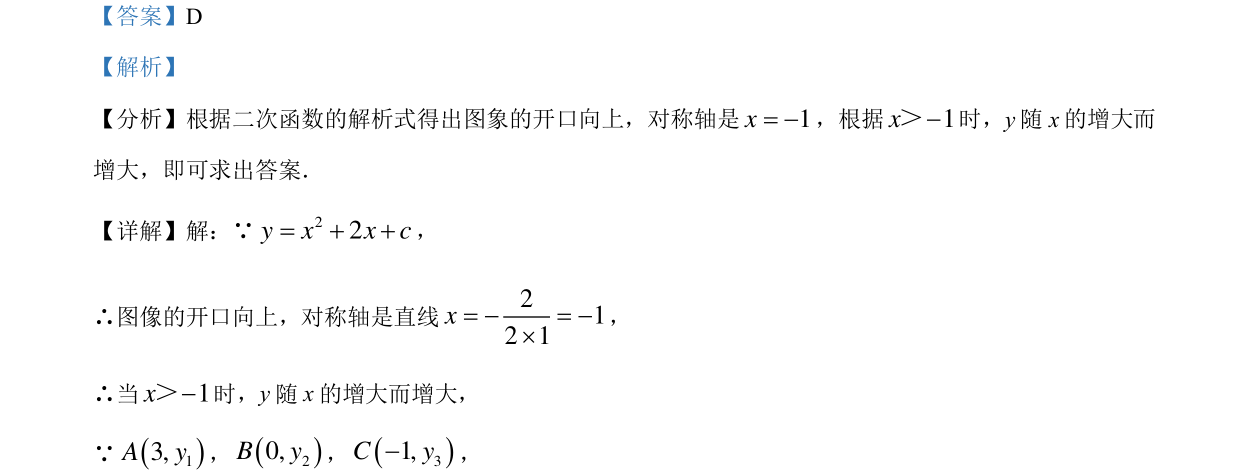 【答案】D
【解析】
【分析】根据二次函数的解析式得出图象的开口向上，对称轴是 x = −1，根据 x＞−1时，y 随 x 的增大而
增大，即可求出答案．
【详解】解：∵ y = x² + 2x + c，
∴图像的开口向上，对称轴是直线 x = −\frac{2}{2×1} = −1，
∴当 x＞−1时，y 随 x 的增大而增大，
∵ A(3, y₁)，B(0, y₂)，C(−1, y₃)，